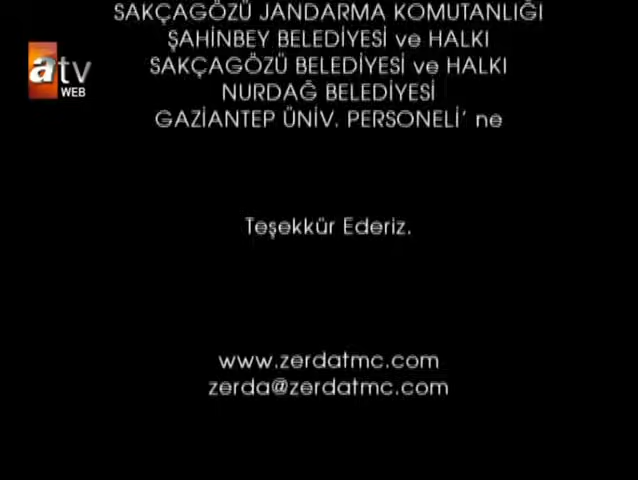 SAKÇAGÖZÜ JANDARMA KOMUTANLIĞI
ŞAHİNBEY BELEDİYESİ ve HALKI
SAKÇAGÖZÜ BELEDİYESİ ve HALKI
NURDAĞ BELEDİYESİ
GAZİANTEP ÜNİV. PERSONELİ' ne
atv
WEB
Teşekkür Ederiz.
www.zerdatmc.com
zerda@zerdatmc.com